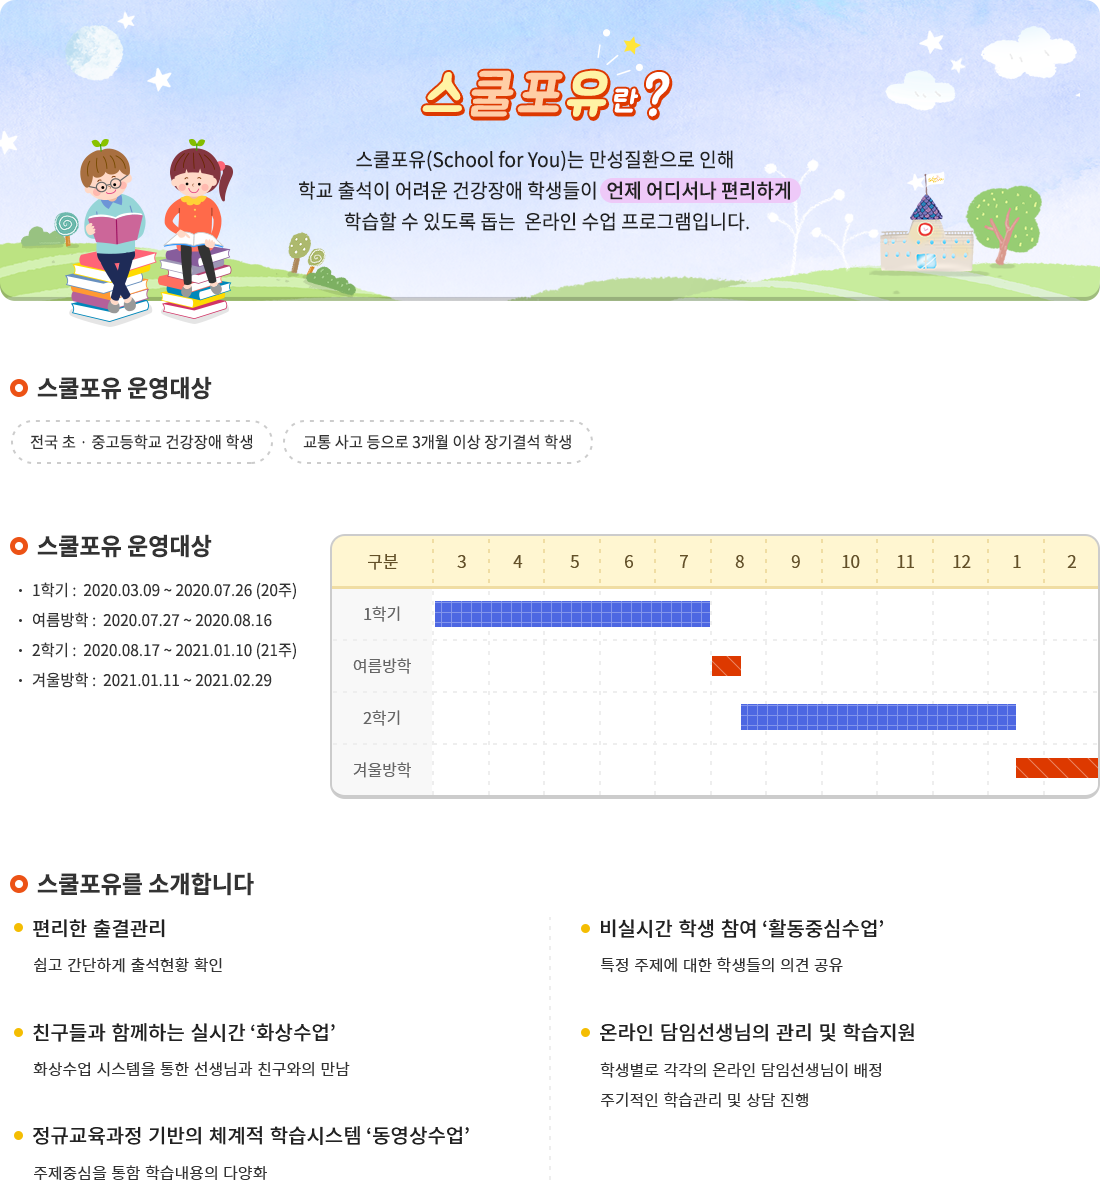 스쿨포유란?
스쿨포유(School for You)는 만성질환으로 인해
학교 출석이 어려운 건강장애 학생들이 언제 어디서나 편리하게
학습할 수 있도록 돕는 온라인 수업 프로그램입니다.
스쿨포유 운영대상
전국 초 · 중고등학교 건강장애 학생
교통 사고 등으로 3개월 이상 장기결석 학생
스쿨포유 운영대상
· 1학기 : 2020.03.09 ~ 2020.07.26 (20주)
· 여름방학 : 2020.07.27 ~ 2020.08.16
· 2학기 : 2020.08.17 ~ 2021.01.10 (21주)
· 겨울방학 : 2021.01.11 ~ 2021.02.29
구분 3 4 5 6 7 8 9 10 11 12 1 2
1학기
여름방학
2학기
겨울방학
스쿨포유를 소개합니다
편리한 출결관리
쉽고 간단하게 출석현황 확인
친구들과 함께하는 실시간 ‘화상수업’
화상수업 시스템을 통한 선생님과 친구와의 만남
정규교육과정 기반의 체계적 학습시스템 ‘동영상수업’
주제중심을 통함 학습내용의 다양화
비실시간 학생 참여 ‘활동중심수업’
특정 주제에 대한 학생들의 의견 공유
온라인 담임선생님의 관리 및 학습지원
학생별로 각각의 온라인 담임선생님이 배정
주기적인 학습관리 및 상담 진행